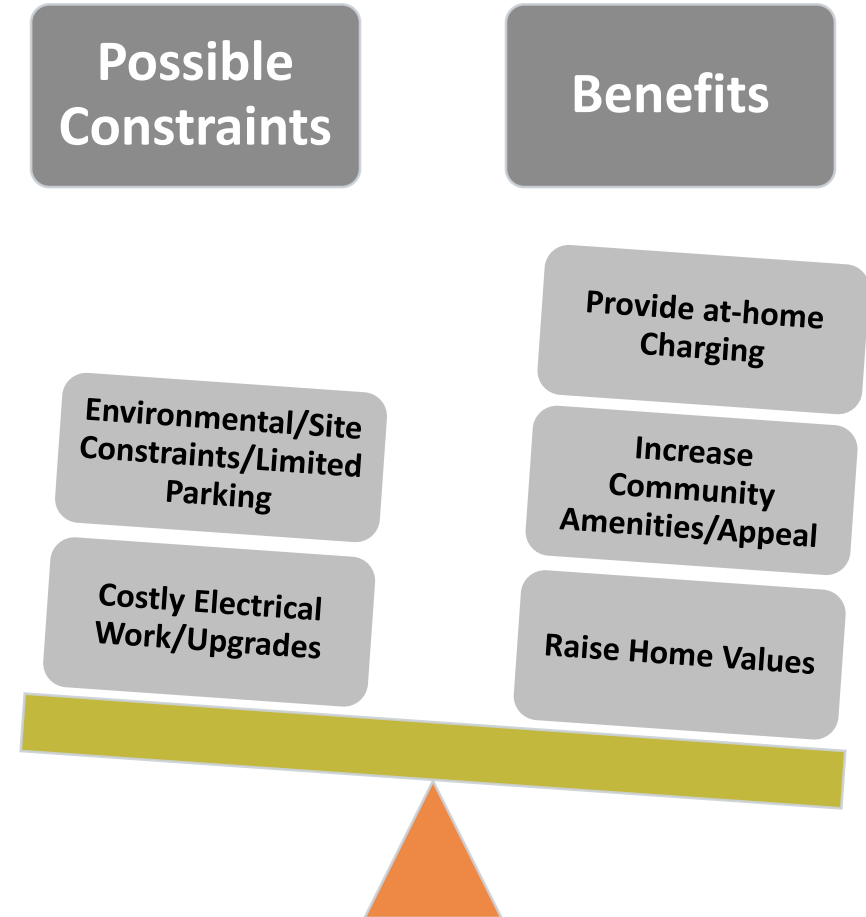 Possible
Constraints
Benefits
Environmental/Site
Constraints/Limited
Parking
Costly Electrical
Work/Upgrades
Provide at-home
Charging
Increase
Community
Amenities/Appeal
Raise Home Values